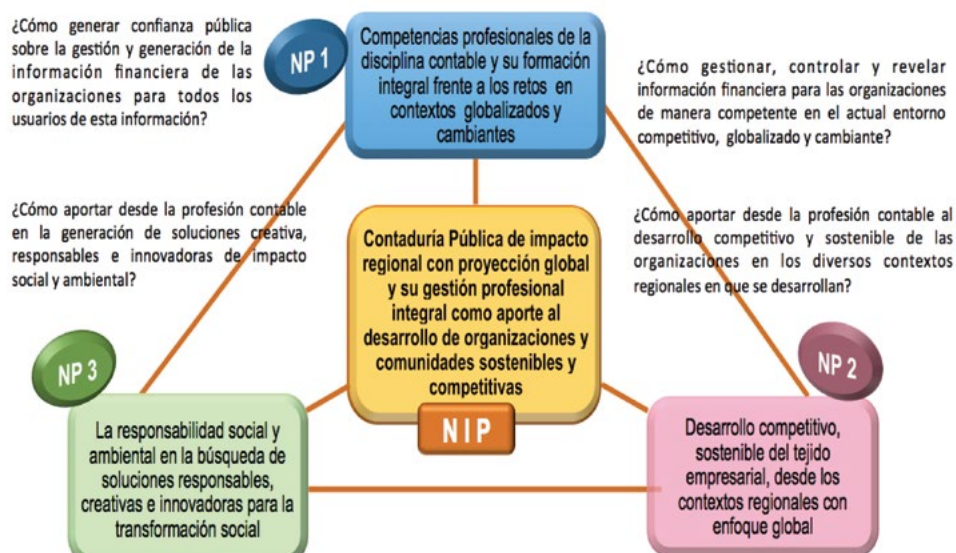 ¿Cómo generar confianza pública
sobre la gestión y generación de la
información financiera de las
organizaciones para todos los
usuarios de esta información?
NP 1
Competencias profesionales de la
disciplina contable y su formación
integral frente a los retos en
contextos globalizados y
cambiantes
¿Cómo gestionar, controlar y revelar
información financiera para las organizaciones
de manera competente en el actual entorno
competitivo, globalizado y cambiante?
¿Cómo aportar desde la profesión contable
en la generación de soluciones creativa,
responsables e innovadoras de impacto
social y ambiental?
Contaduría Pública de impacto
regional con proyección global
y su gestión profesional
integral como aporte al
desarrollo de organizaciones y
comunidades sostenibles y
competitivas
NIP
¿Cómo aportar desde la profesión contable al
desarrollo competitivo y sostenible de las
organizaciones en los diversos contextos
regionales en que se desarrollan?
NP 3
La responsabilidad social y
ambiental en la búsqueda de
soluciones responsables,
creativas e innovadoras para la
transformación social
NP 2
Desarrollo competitivo,
sostenible del tejido
empresarial, desde los
contextos regionales con
enfoque global